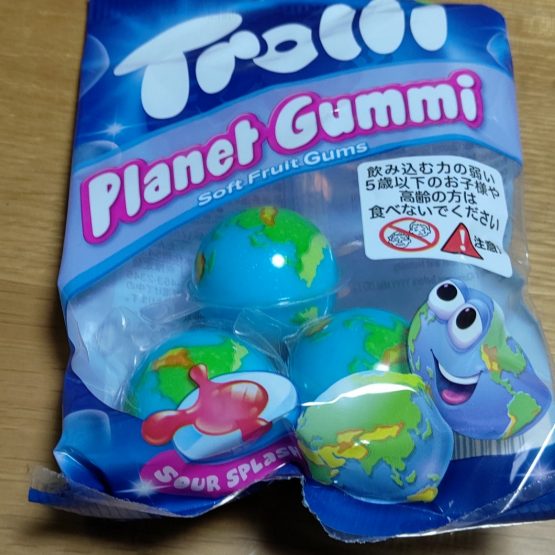 Trolli
Planet Gummi
Soft Fruit Gums
飲み込む力の弱い
5歳以下のお子様や
高齢の方は
食べないでください
注意!
SOUR SPLASH